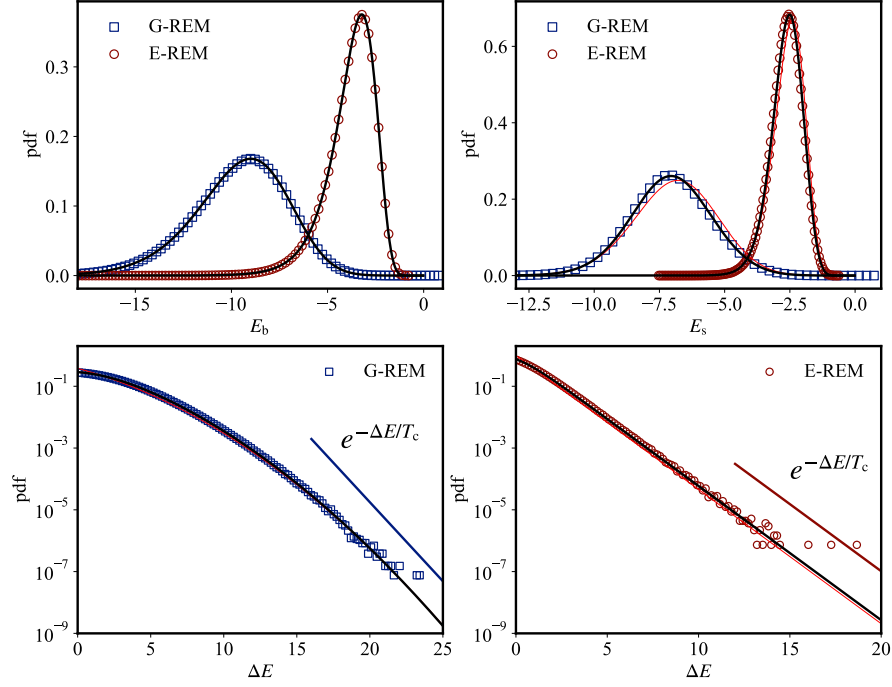 G-REM
E-REM
pdf
0.3
0.2
0.1
0.0
−15
−10
−5
0
E_b
G-REM
E-REM
pdf
0.6
0.4
0.2
0.0
−12.5
−10.0
−7.5
−5.0
−2.5
0.0
E_s
G-REM
e^{−ΔE/T_c}
pdf
10^{−1}
10^{−3}
10^{−5}
10^{−7}
10^{−9}
0
5
10
15
20
25
ΔE
E-REM
e^{−ΔE/T_c}
pdf
10^{−1}
10^{−3}
10^{−5}
10^{−7}
10^{−9}
0
5
10
15
20
ΔE